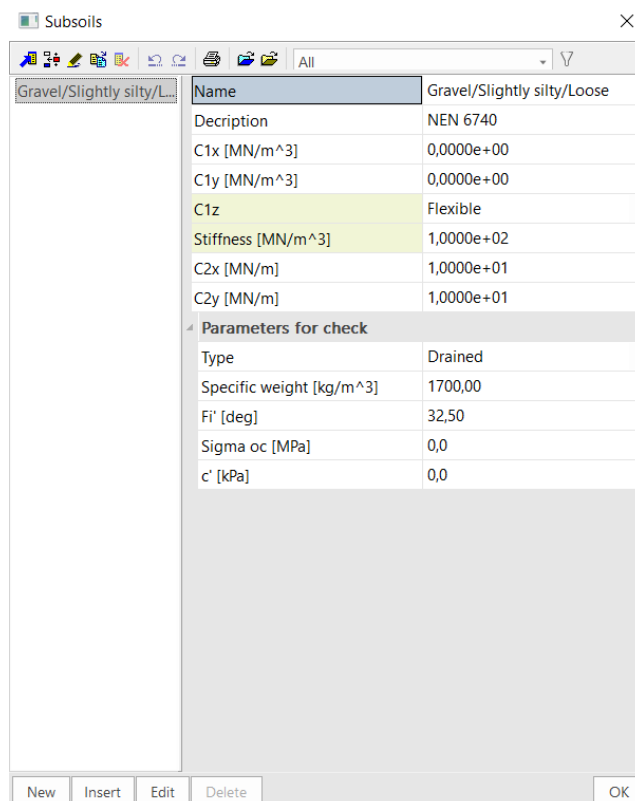 Subsoils
All
Gravel/Slightly silty/L...
Name Gravel/Slightly silty/Loose
Decription NEN 6740
C1x [MN/m^3] 0,0000e+00
C1y [MN/m^3] 0,0000e+00
C1z Flexible
Stiffness [MN/m^3] 1,0000e+02
C2x [MN/m] 1,0000e+01
C2y [MN/m] 1,0000e+01
Parameters for check
Type Drained
Specific weight [kg/m^3] 1700,00
Fi' [deg] 32,50
Sigma oc [MPa] 0,0
c' [kPa] 0,0
New Insert Edit Delete OK